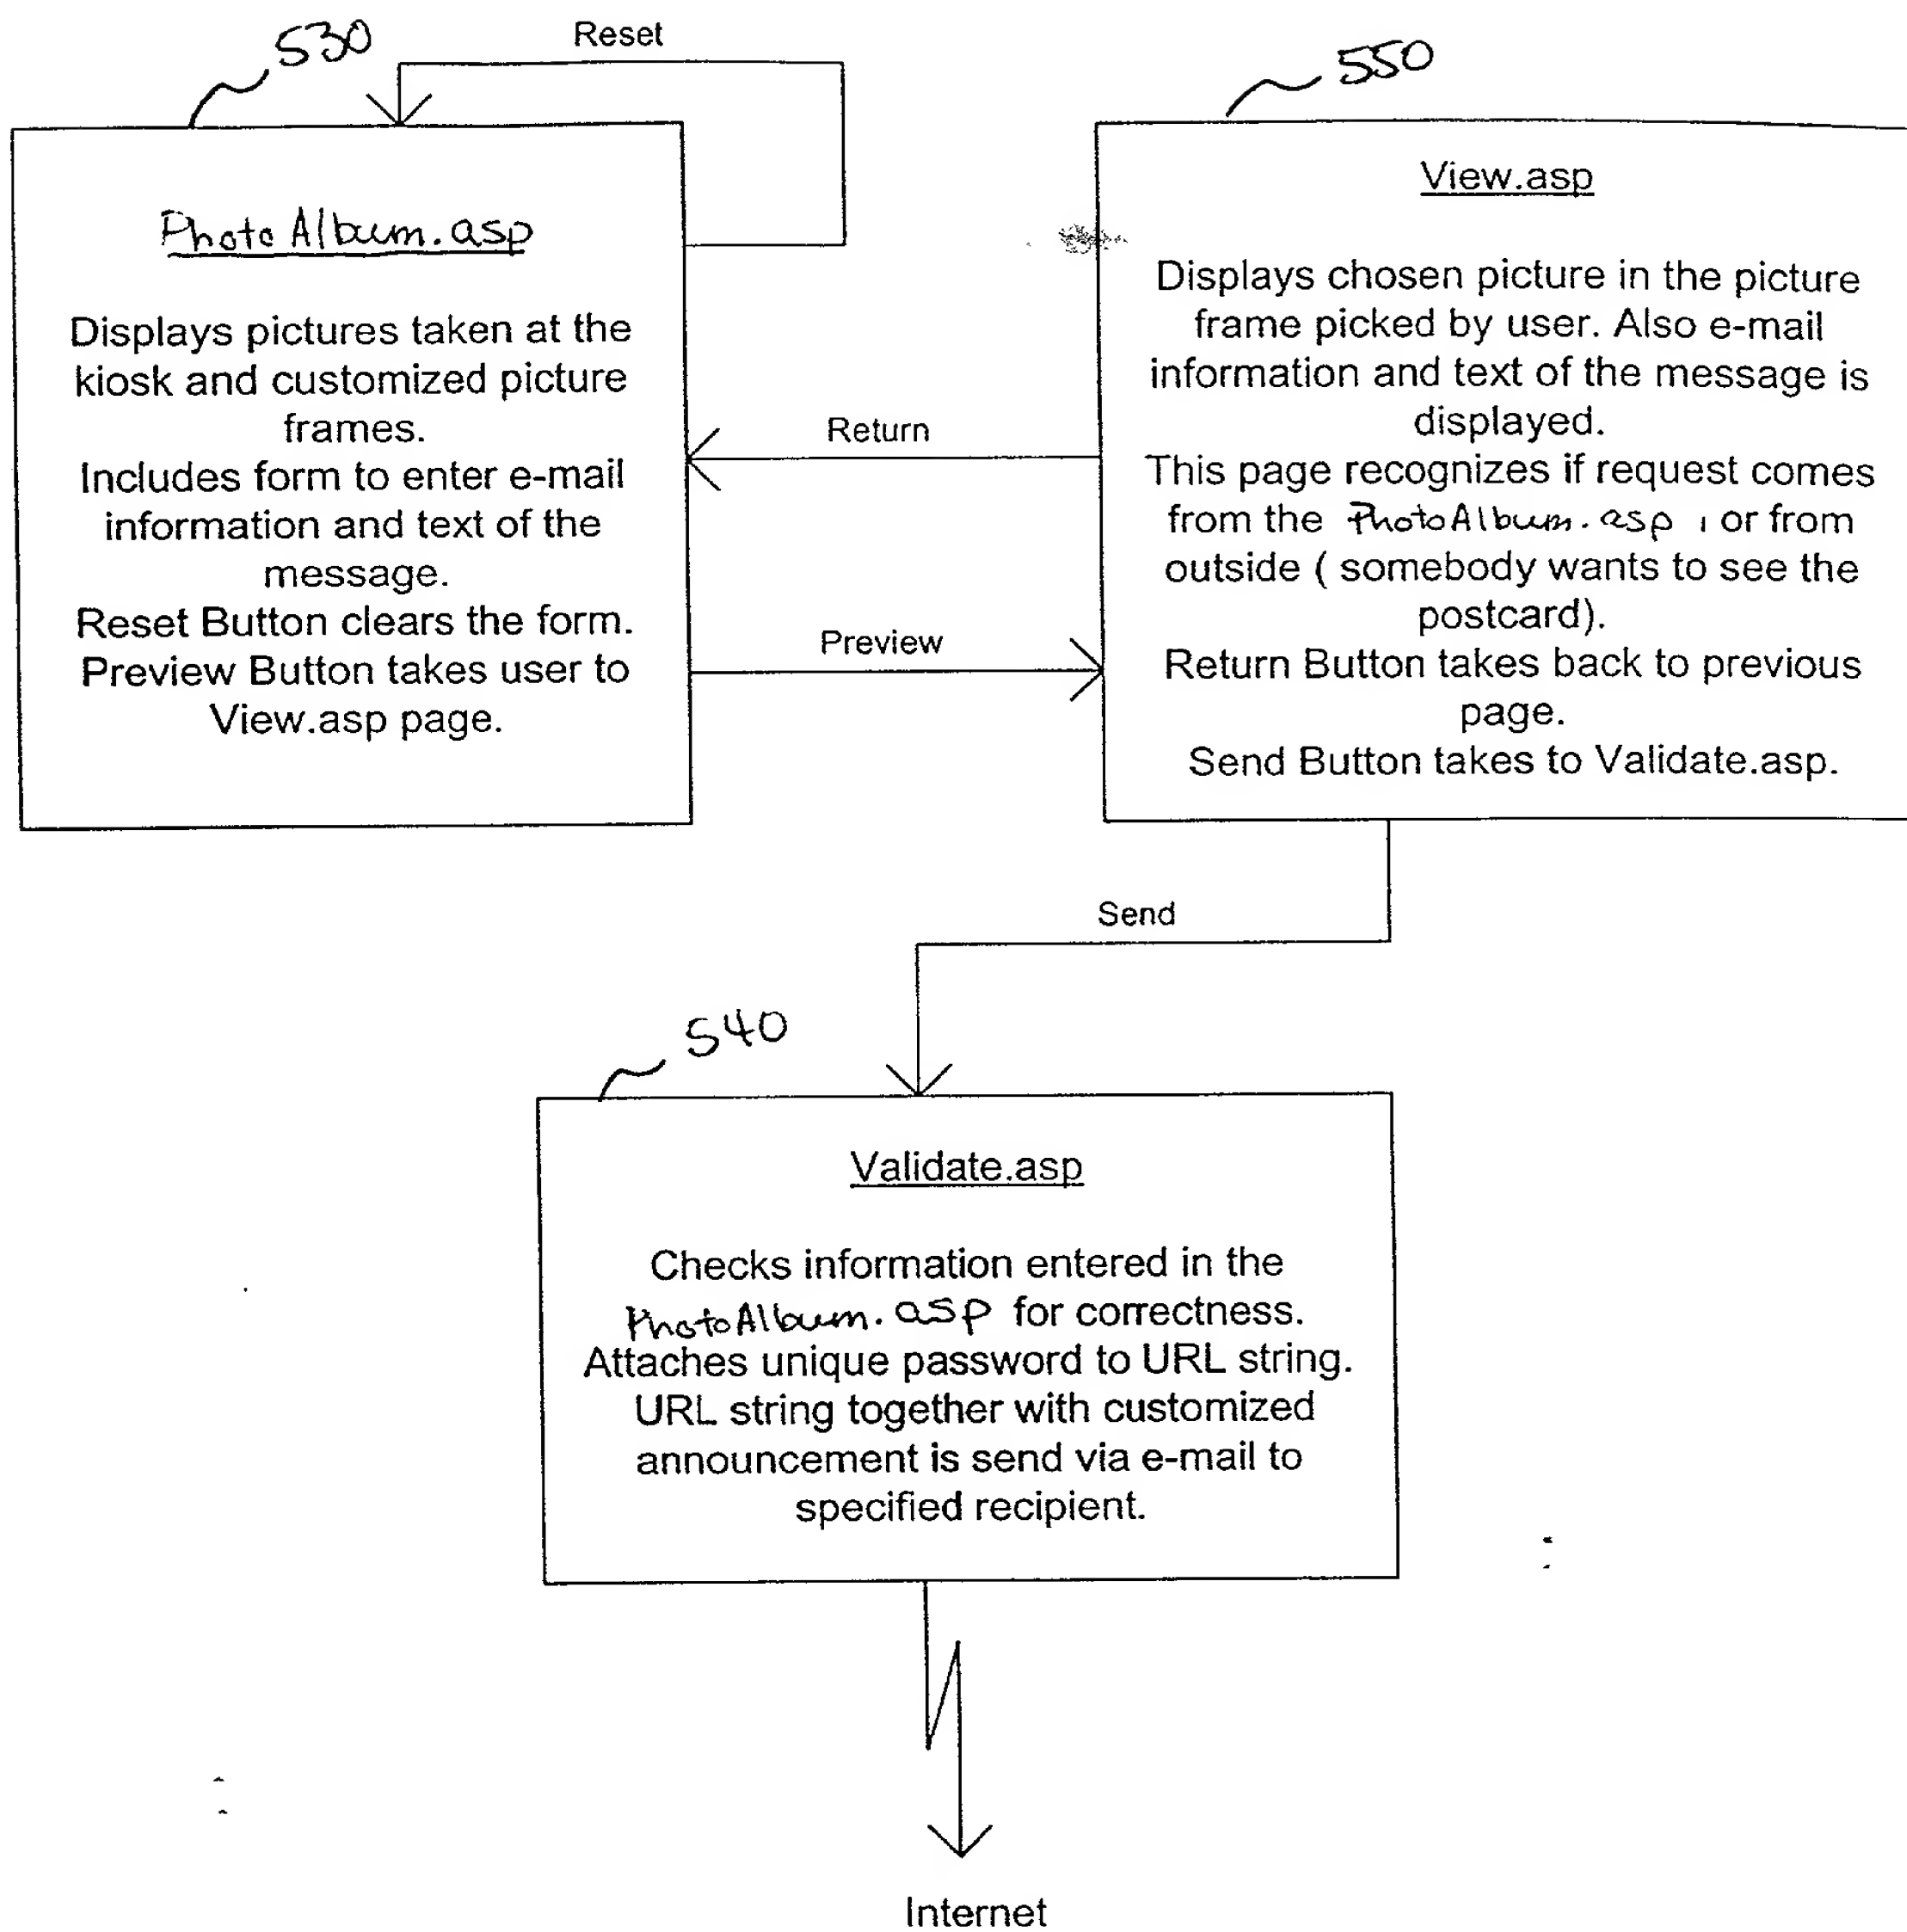 530
Reset
Photo Album.asp
Displays pictures taken at the
kiosk and customized picture
frames.
Includes form to enter e-mail
information and text of the
message.
Reset Button clears the form.
Preview Button takes user to
View.asp page.
Return
Preview
550
View.asp
Displays chosen picture in the picture
frame picked by user. Also e-mail
information and text of the message is
displayed.
This page recognizes if request comes
from the PhotoAlbum.asp , or from
outside ( somebody wants to see the
postcard).
Return Button takes back to previous
page.
Send Button takes to Validate.asp.
Send
540
Validate.asp
Checks information entered in the
PhotoAlbum.asp for correctness.
Attaches unique password to URL string.
URL string together with customized
announcement is send via e-mail to
specified recipient.
Internet